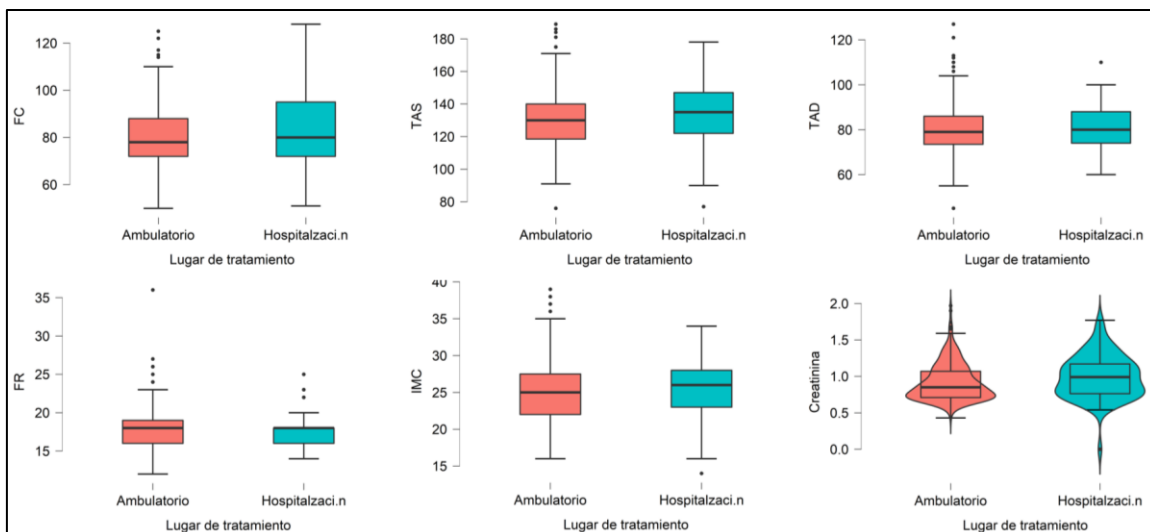 FC
120
100
80
60
Ambulatorio
Hospitalzaci.n
Lugar de tratamiento
TAS
180
160
140
120
100
80
Ambulatorio
Hospitalzaci.n
Lugar de tratamiento
TAD
120
100
80
60
Ambulatorio
Hospitalzaci.n
Lugar de tratamiento
FR
35
30
25
20
15
Ambulatorio
Hospitalzaci.n
Lugar de tratamiento
IMC
40
35
30
25
20
15
Ambulatorio
Hospitalzaci.n
Lugar de tratamiento
Creatinina
2.0
1.5
1.0
0.5
0.0
Ambulatorio
Hospitalzaci.n
Lugar de tratamiento